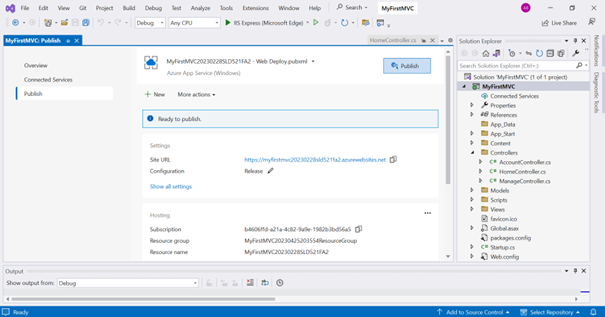 File Edit View Git Project Build Debug Test Analyze Tools Extensions Window Help Search MyFirstMVC
Debug Any CPU IIS Express (Microsoft Edge) Live Share
MyFirstMVC: Publish HomeController.cs
Overview
Connected Services
Publish
MyFirstMVC20230228SLD521FA2 - Web Deploy.pubxml
Azure App Service (Windows)
Publish
New More actions
Ready to publish.
Settings
Site URL https://myfirstmvc20230228sld521fa2.azurewebsites.net
Configuration Release
Show all settings
Hosting
Subscription b4606ffd-a21a-4c82-9a9e-1982b3bd56a5
Resource group MyFirstMVC20230425203554ResourceGroup
Resource name MyFirstMVC20230228SLD521FA2
Solution Explorer
Search Solution Explorer (Ctrl+;)
Solution 'MyFirstMVC' (1 of 1 project)
MyFirstMVC
Connected Services
Properties
References
App_Data
App_Start
Content
Controllers
AccountController.cs
HomeController.cs
ManageController.cs
Models
Scripts
Views
favicon.ico
Global.asax
packages.config
Startup.cs
Web.config
Notifications
Diagnostic Tools
Output
Show output from: Debug
Ready Add to Source Control Select Repository